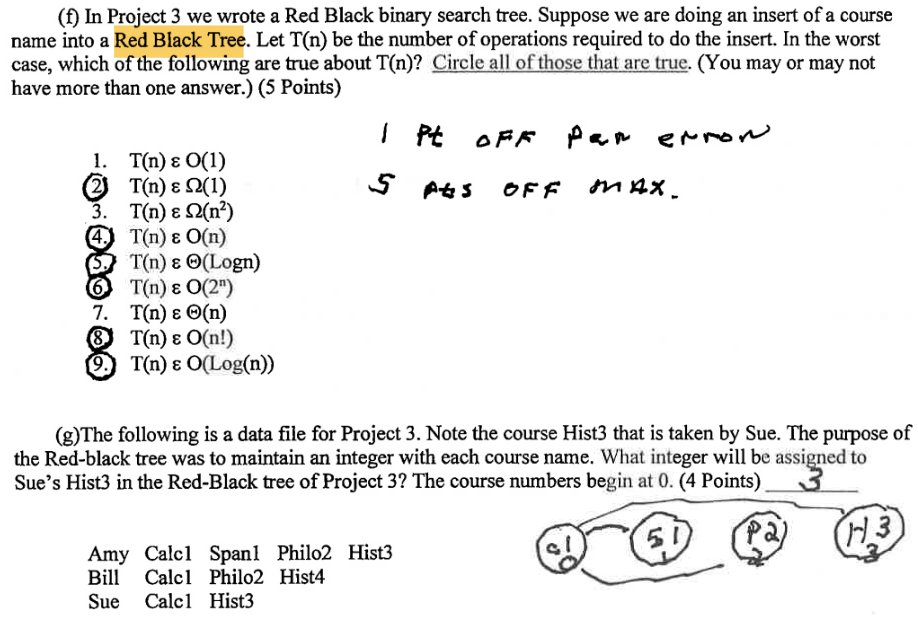 (f) In Project 3 we wrote a Red Black binary search tree. Suppose we are doing an insert of a course
name into a Red Black Tree. Let T(n) be the number of operations required to do the insert. In the worst
case, which of the following are true about T(n)? Circle all of those that are true. (You may or may not
have more than one answer.) (5 Points)
1 Pt OFF Per error
5 Pts OFF MAX.
1. T(n) ε O(1)
2. T(n) ε Ω(1)
3. T(n) ε Ω(n²)
4. T(n) ε O(n)
5. T(n) ε Θ(Logn)
6. T(n) ε O(2ⁿ)
7. T(n) ε Θ(n)
8. T(n) ε O(n!)
9. T(n) ε O(Log(n))
(g)The following is a data file for Project 3. Note the course Hist3 that is taken by Sue. The purpose of
the Red-black tree was to maintain an integer with each course name. What integer will be assigned to
Sue's Hist3 in the Red-Black tree of Project 3? The course numbers begin at 0. (4 Points) 3
C1 0 S1 1 P2 2 H3 3
Amy Calc1 Span1 Philo2 Hist3
Bill Calc1 Philo2 Hist4
Sue Calc1 Hist3